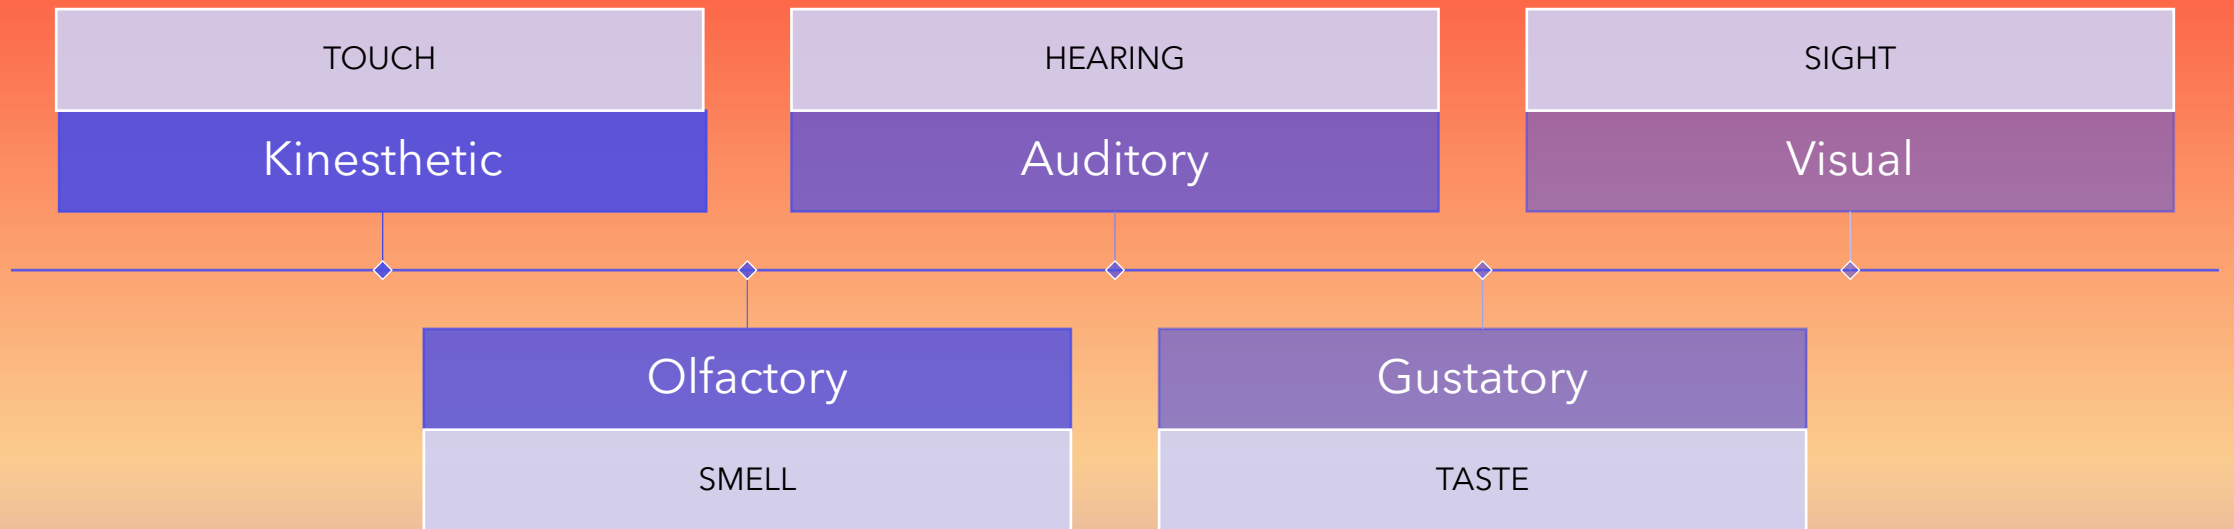 TOUCH
Kinesthetic
HEARING
Auditory
SIGHT
Visual
Olfactory
SMELL
Gustatory
TASTE